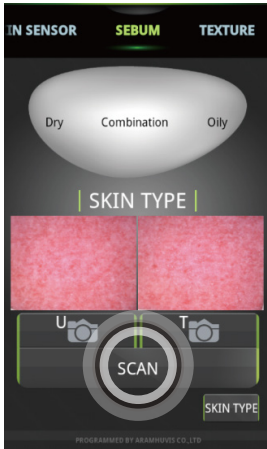 IN SENSOR SEBUM TEXTURE
Dry Combination Oily
SKIN TYPE
U T
SCAN
SKIN TYPE
PROGRAMMED BY ARAMHUVIS CO.,LTD